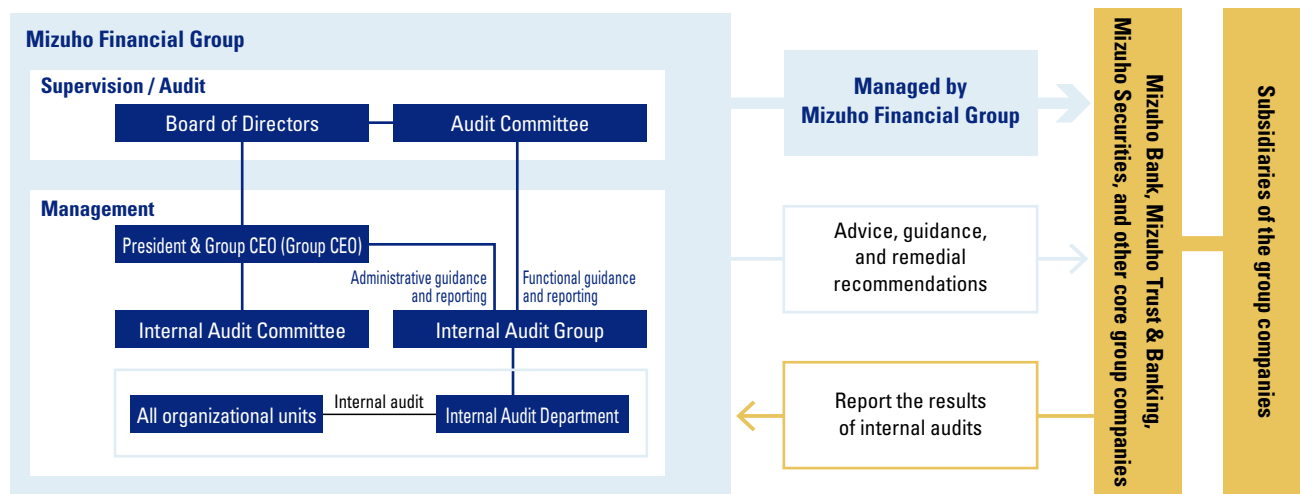 Mizuho Financial Group
Supervision / Audit
Board of Directors
Audit Committee
Management
President & Group CEO (Group CEO)
Administrative guidance
and reporting
Functional guidance
and reporting
Internal Audit Committee
Internal Audit Group
All organizational units
Internal audit
Internal Audit Department
Managed by
Mizuho Financial Group
Advice, guidance,
and remedial
recommendations
Report the results
of internal audits
Mizuho Bank, Mizuho Trust & Banking,
Mizuho Securities, and other core group companies
Subsidiaries of the group companies